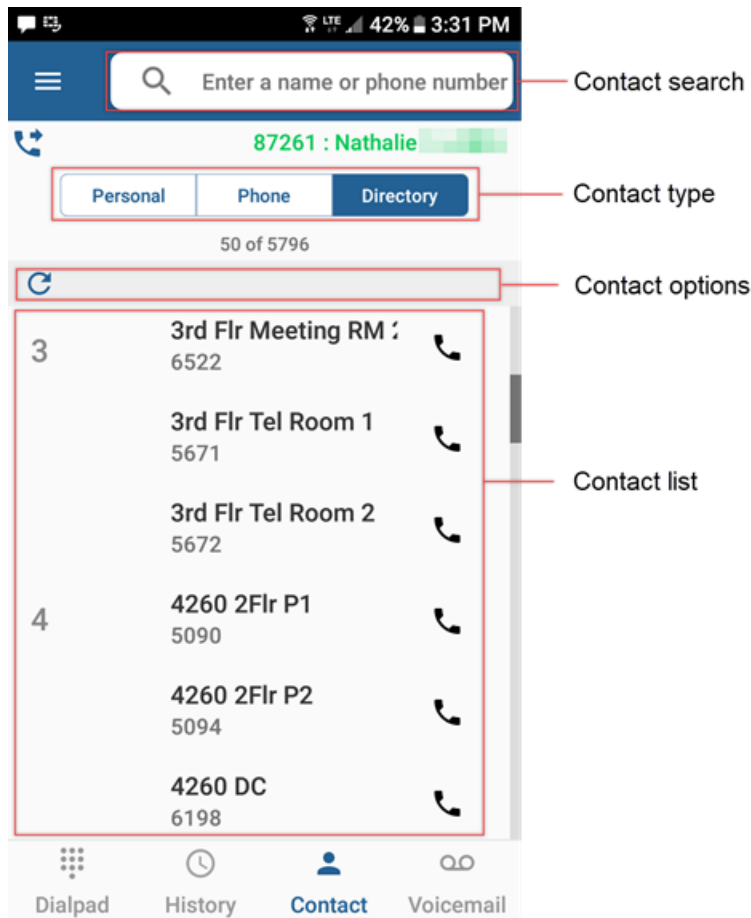 42% 3:31 PM
LTE
Enter a name or phone number
Contact search
87261 : Nathalie
Personal Phone Directory
Contact type
50 of 5796
Contact options
3
3rd Flr Meeting RM
6522
3rd Flr Tel Room 1
5671
Contact list
3rd Flr Tel Room 2
5672
4
4260 2Flr P1
5090
4260 2Flr P2
5094
4260 DC
6198
Dialpad History Contact Voicemail